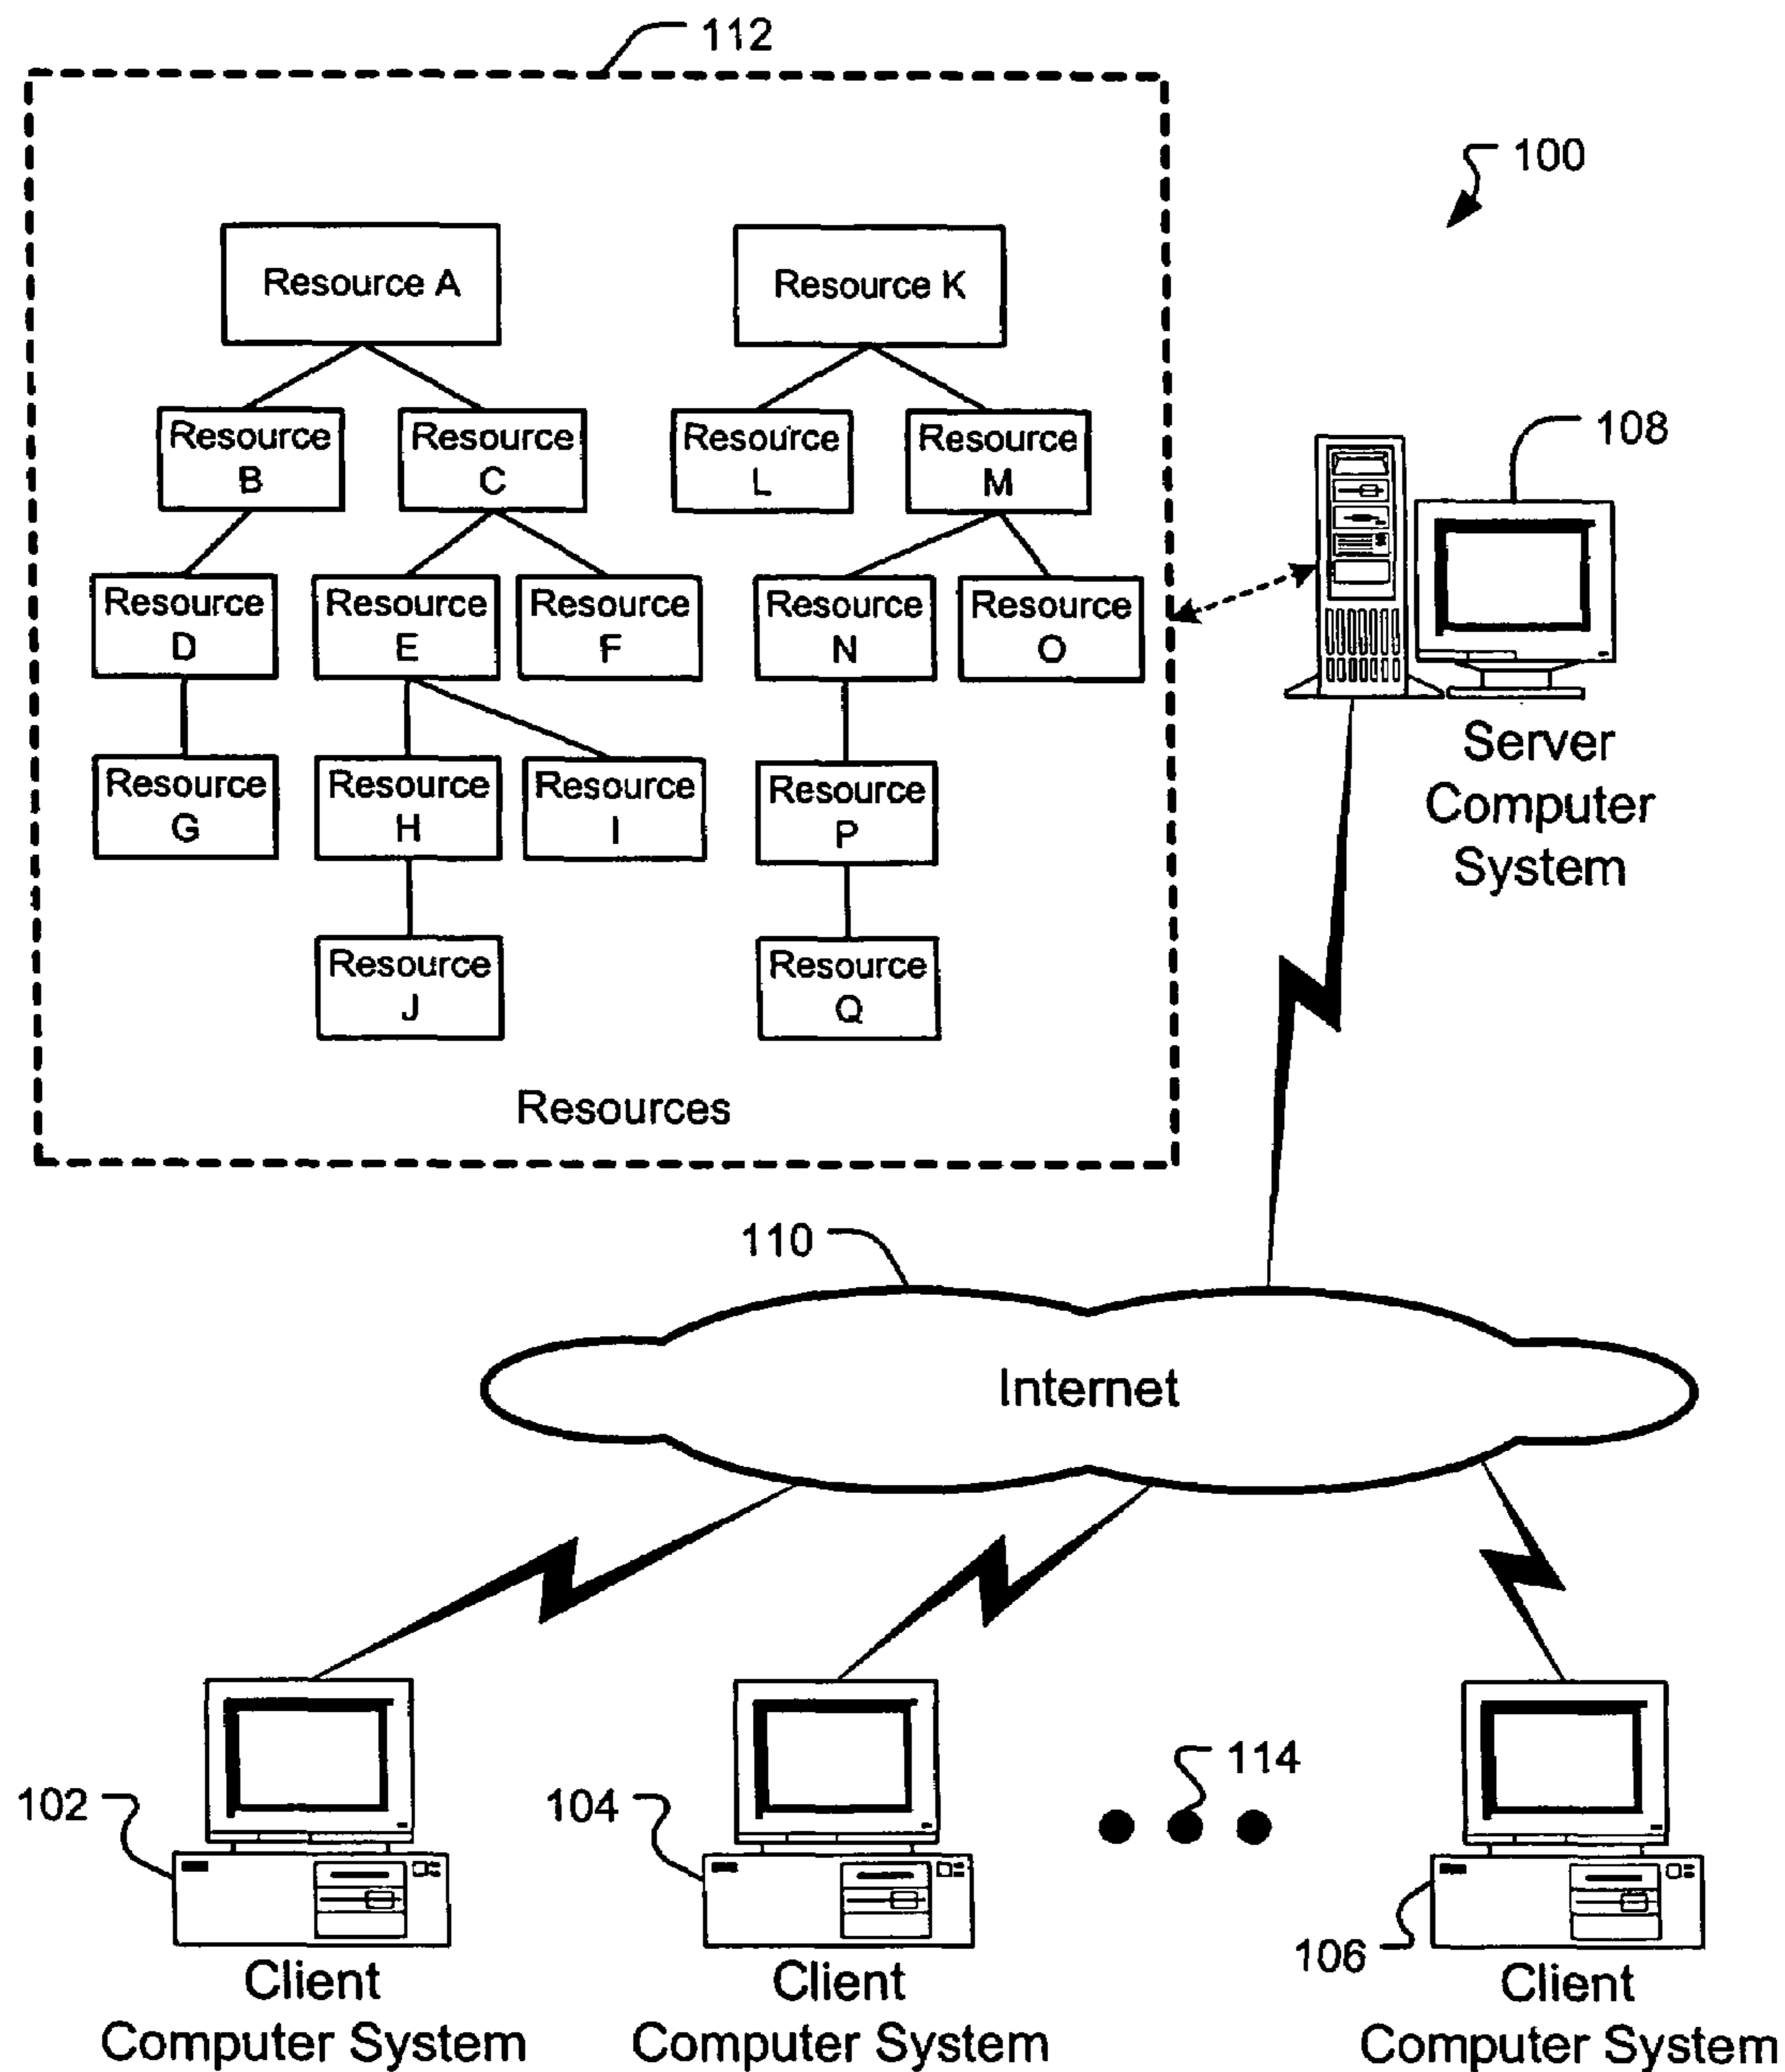 112
100
Resource A
Resource K
Resource
B
Resource
C
Resource
L
Resource
M
108
Resource
D
Resource
E
Resource
F
Resource
N
Resource
O
Server
Computer
System
Resource
G
Resource
H
Resource
I
Resource
P
Resource
J
Resource
Q
Resources
110
Internet
102
104
114
106
Client
Computer System
Client
Computer System
Client
Computer System